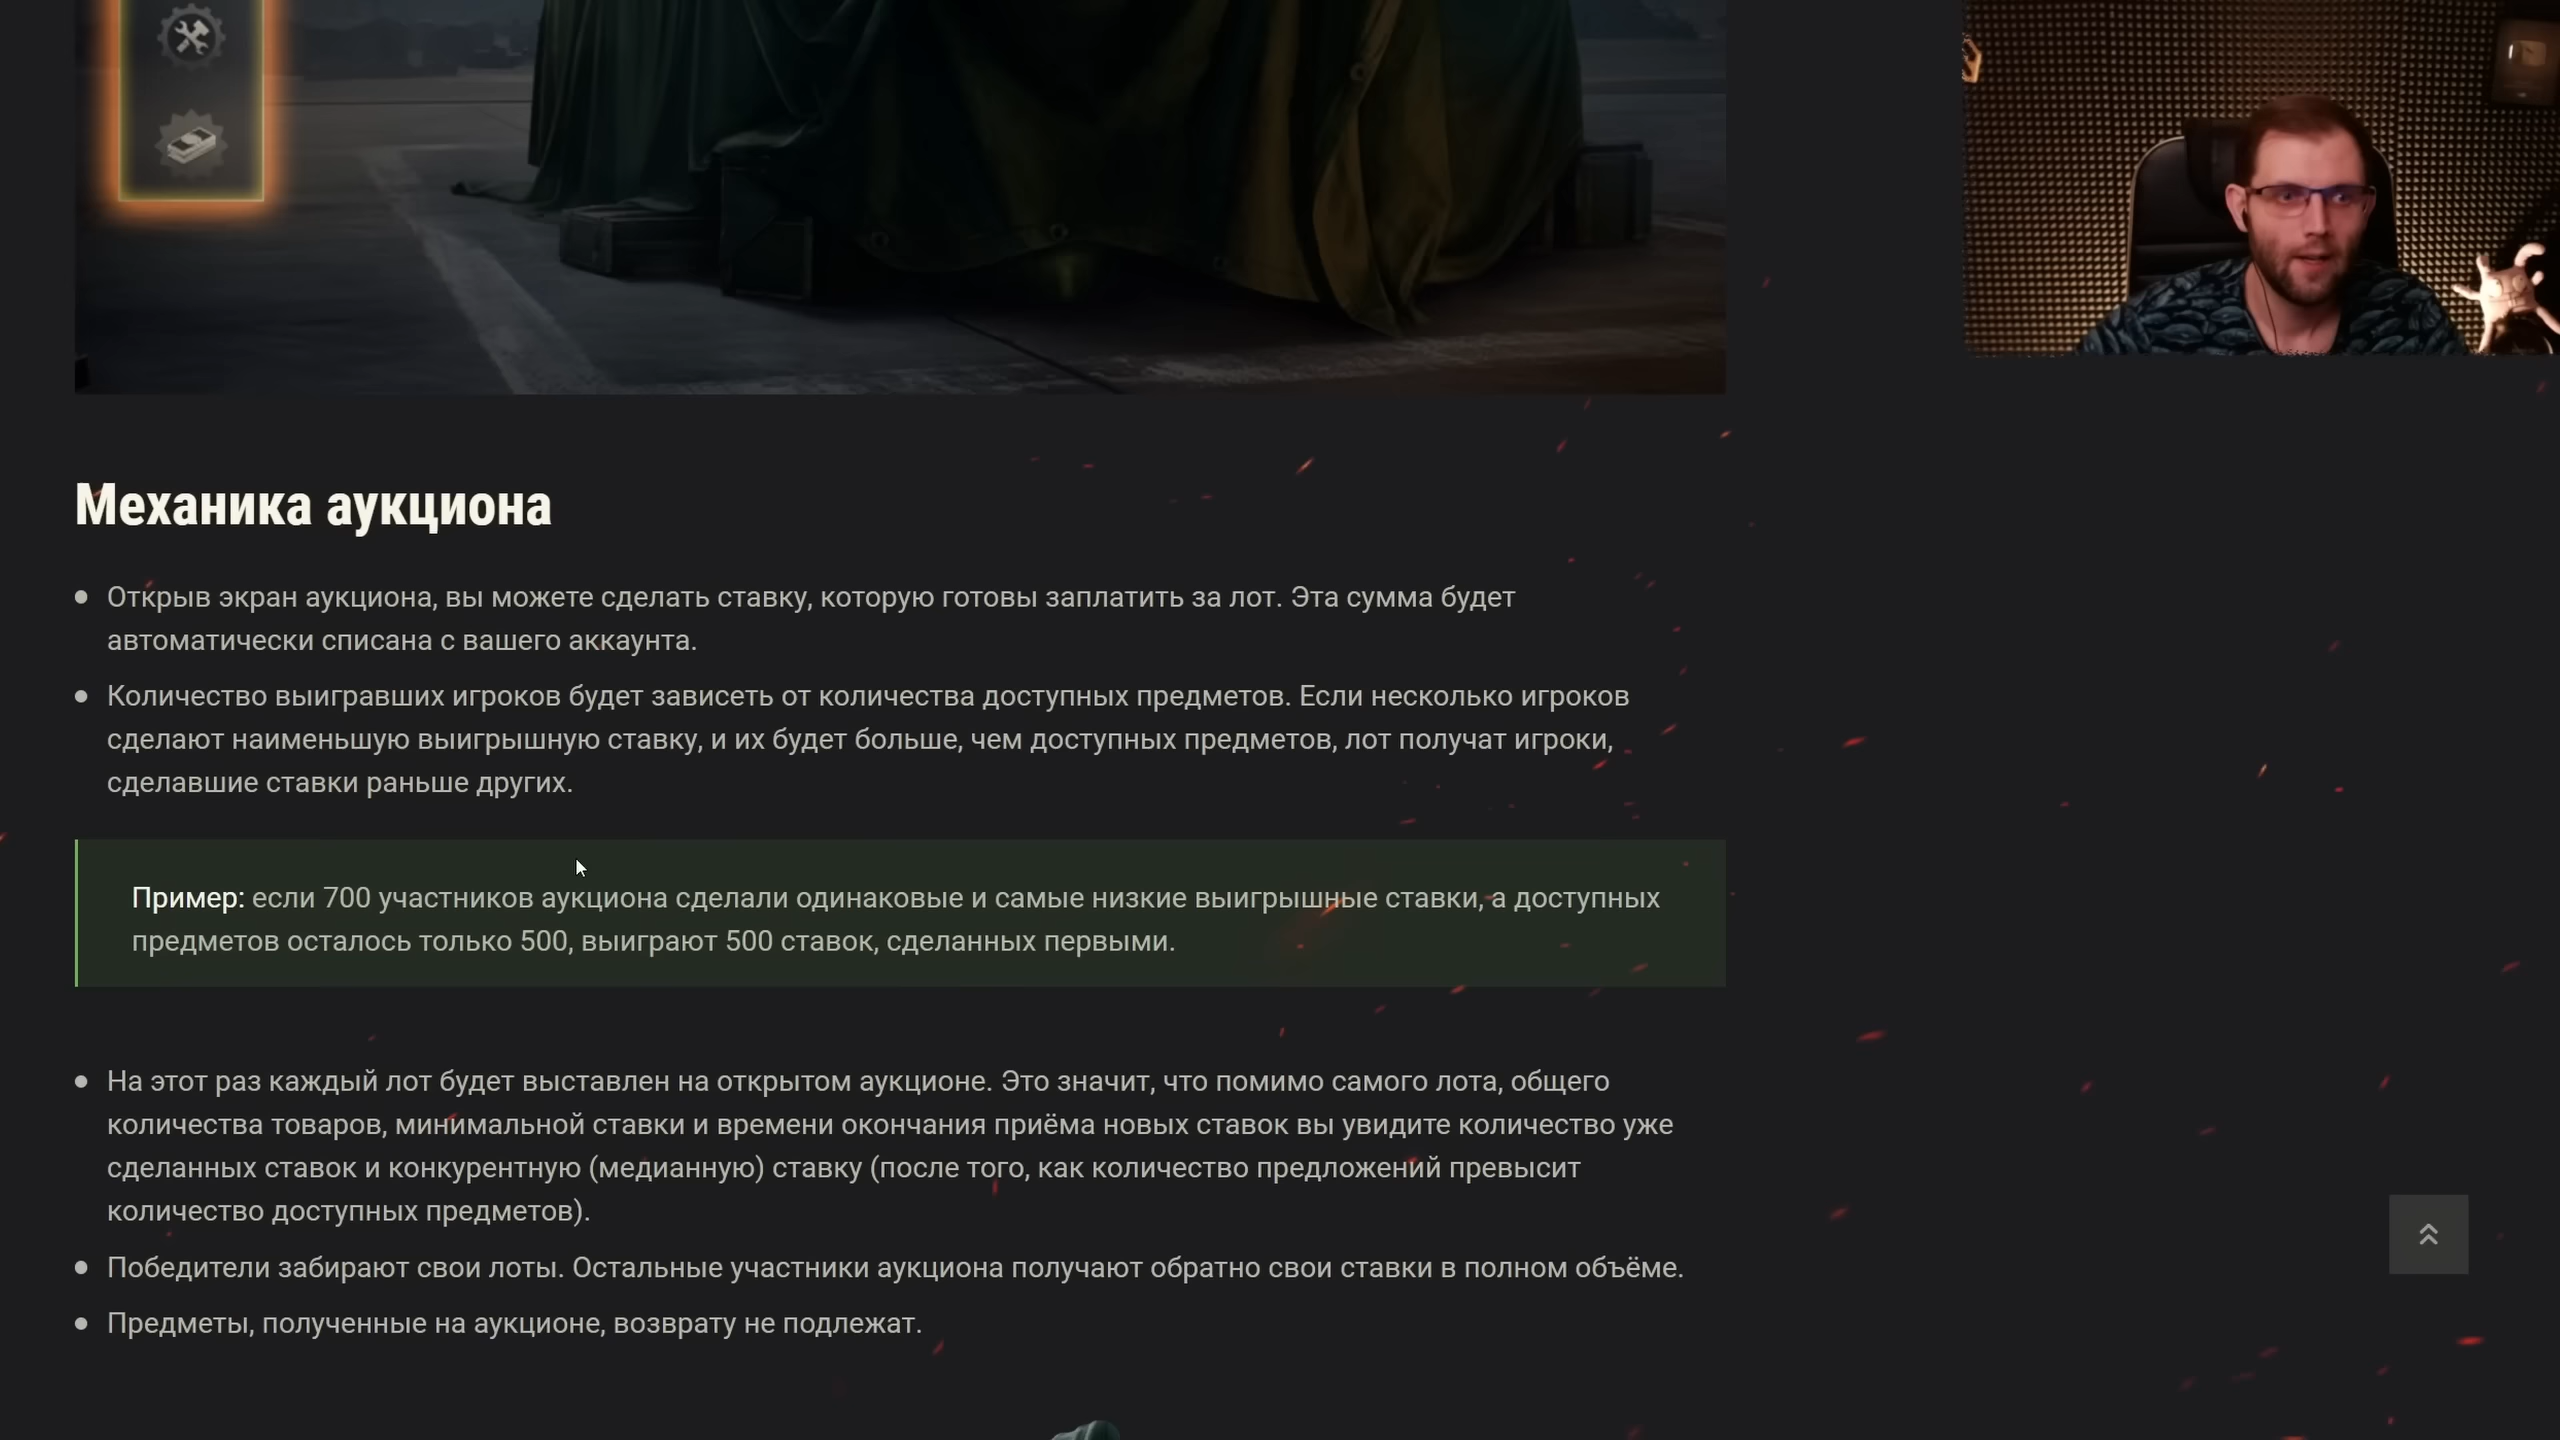 Механика аукциона
Открыв экран аукциона, вы можете сделать ставку, которую готовы заплатить за лот. Эта сумма будет
автоматически списана с вашего аккаунта.
Количество выигравших игроков будет зависеть от количества доступных предметов. Если несколько игроков
сделают наименьшую выигрышную ставку, и их будет больше, чем доступных предметов, лот получат игроки,
сделавшие ставки раньше других.
Пример: если 700 участников аукциона сделали одинаковые и самые низкие выигрышные ставки, а доступных
предметов осталось только 500, выиграют 500 ставок, сделанных первыми.
На этот раз каждый лот будет выставлен на открытом аукционе. Это значит, что помимо самого лота, общего
количества товаров, минимальной ставки и времени окончания приёма новых ставок вы увидите количество уже
сделанных ставок и конкурентную (медианную) ставку (после того, как количество предложений превысит
количество доступных предметов).
Победители забирают свои лоты. Остальные участники аукциона получают обратно свои ставки в полном объёме.
Предметы, полученные на аукционе, возврату не подлежат.